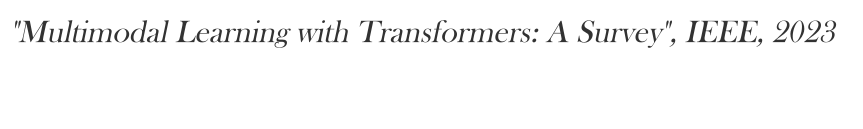 "Multimodal Learning with Transformers: A Survey", IEEE, 2023